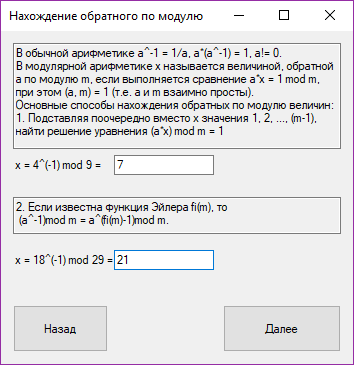 Нахождение обратного по модулю
В обычной арифметике a^-1 = 1/a, a*(a^-1) = 1, a!= 0.
В модулярной арифметике x называется величиной, обратной
a по модулю m, если выполняется сравнение a*x = 1 mod m,
при этом (a, m) = 1 (т.е. a и m взаимно просты).
Основные способы нахождения обратных по модулю величин:
1. Подставляя поочередно вместо x значения 1, 2, ..., (m-1),
найти решение уравнения (a*x) mod m = 1
x = 4^(-1) mod 9 = 7
2. Если известна функция Эйлера fi(m), то
(a^-1)mod m = a^(fi(m)-1)mod m.
x = 18^(-1) mod 29 = 21
Назад Далее